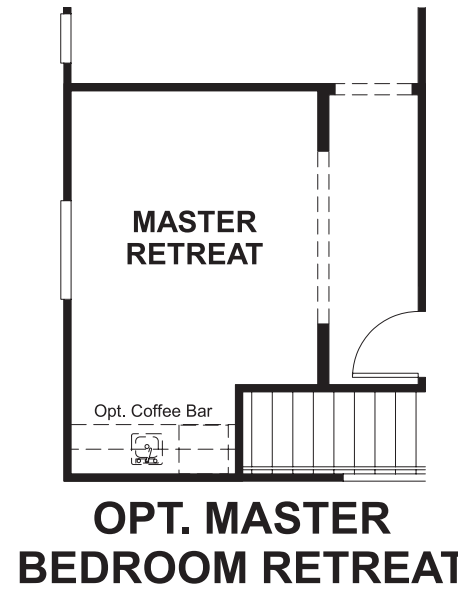 MASTER
RETREAT
Opt. Coffee Bar
OPT. MASTER
BEDROOM RETREAT